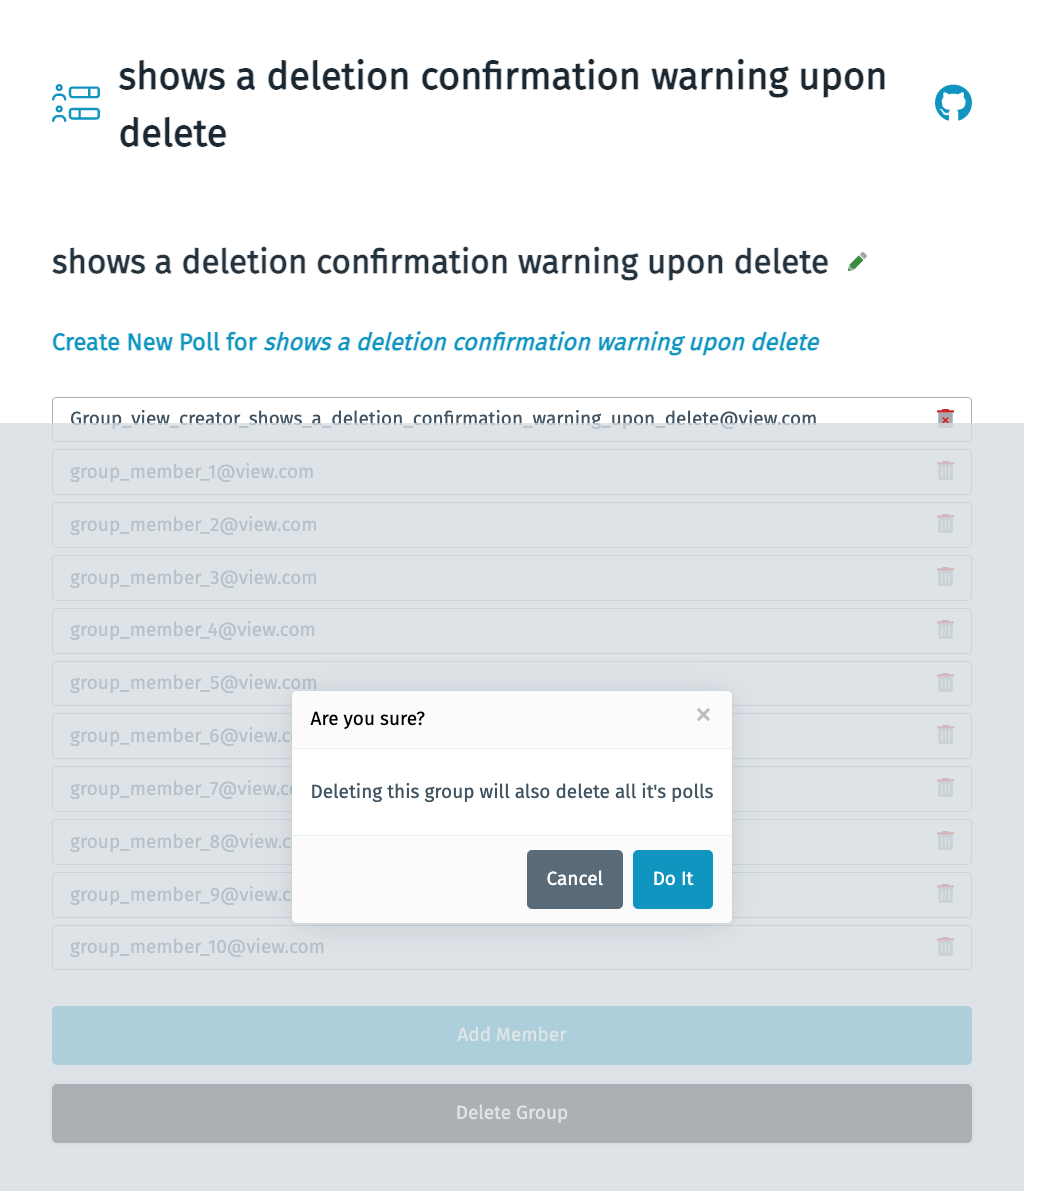 shows a deletion confirmation warning upon
delete
shows a deletion confirmation warning upon delete
Create New Poll for shows a deletion confirmation warning upon delete
Group_view_creator_shows_a_deletion_confirmation_warning_upon_delete@view.com
group_member_1@view.com
group_member_2@view.com
group_member_3@view.com
group_member_4@view.com
group_member_5@view.com
Are you sure?
×
group_member_6@view.c
group_member_7@view.c
Deleting this group will also delete all it's polls
group_member_8@view.c
Cancel
Do It
group_member_9@view.c
group_member_10@view.com
Add Member
Delete Group